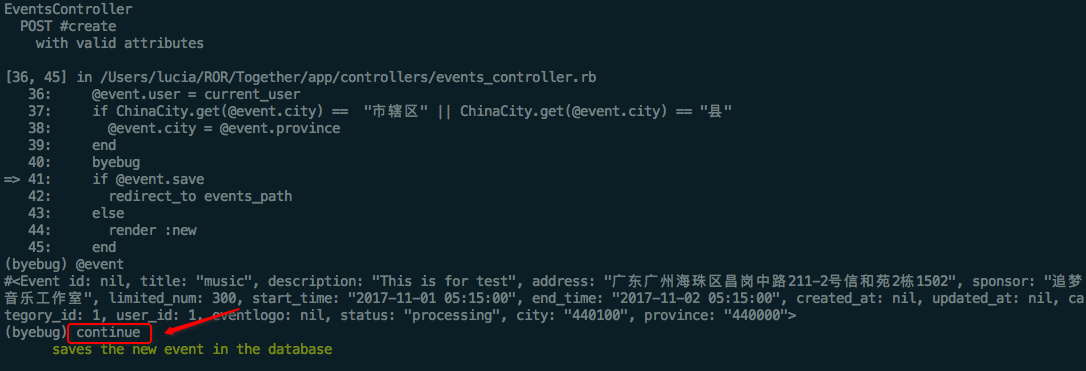 EventsController
POST #create
with valid attributes
[36, 45] in /Users/lucia/ROR/Together/app/controllers/events_controller.rb
36: @event.user = current_user
37: if ChinaCity.get(@event.city) == "市辖区" || ChinaCity.get(@event.city) == "县"
38: @event.city = @event.province
39: end
40: byebug
=> 41: if @event.save
42: redirect_to events_path
43: else
44: render :new
45: end
(byebug) @event
#<Event id: nil, title: "music", description: "This is for test", address: "广东广州海珠区昌岗中路211-2号信和苑2栋1502", sponsor: "追梦
音乐工作室", limited_num: 300, start_time: "2017-11-01 05:15:00", end_time: "2017-11-02 05:15:00", created_at: nil, updated_at: nil, ca
tegory_id: 1, user_id: 1, eventlogo: nil, status: "processing", city: "440100", province: "440000">
(byebug) continue
saves the new event in the database